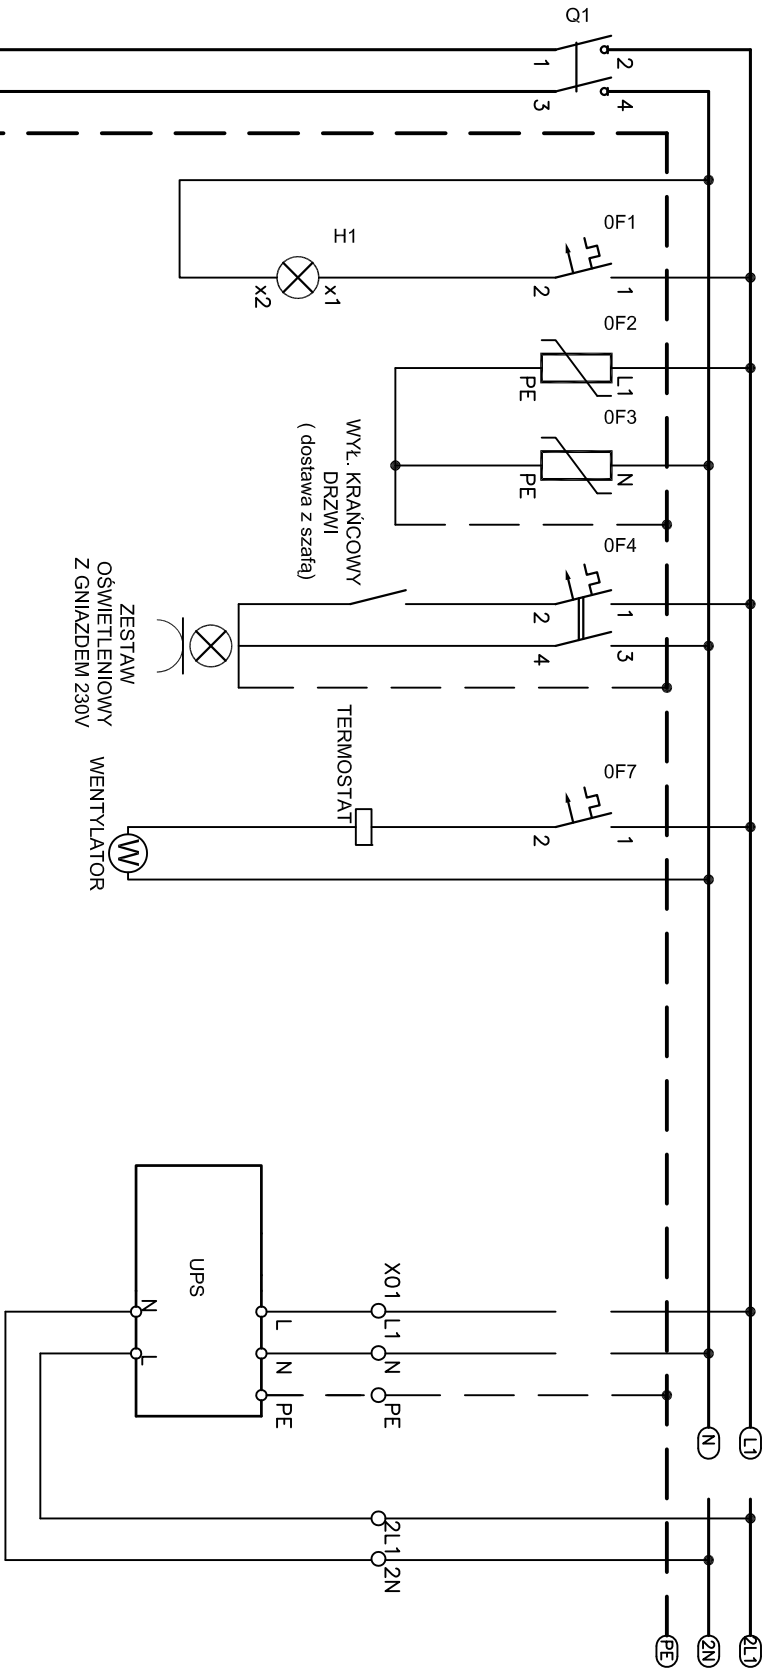 Q1
1
2
3
4
0F1
H1
x2
x1
2
1
0F2
PE
L1
0F3
PE
N
WYŁ. KRAŃCOWY
DRZWI
( dostawa z szafą)
0F4
2
1
4
3
ZESTAW
OŚWIETLENIOWY
Z GNIAZDEM 230V
TERMOSTAT
0F7
2
1
WENTYLATOR
W
UPS
X01
N
L
L1
L
N
N
PE
PE
N
L1
2L1
2N
PE
2N
2L1